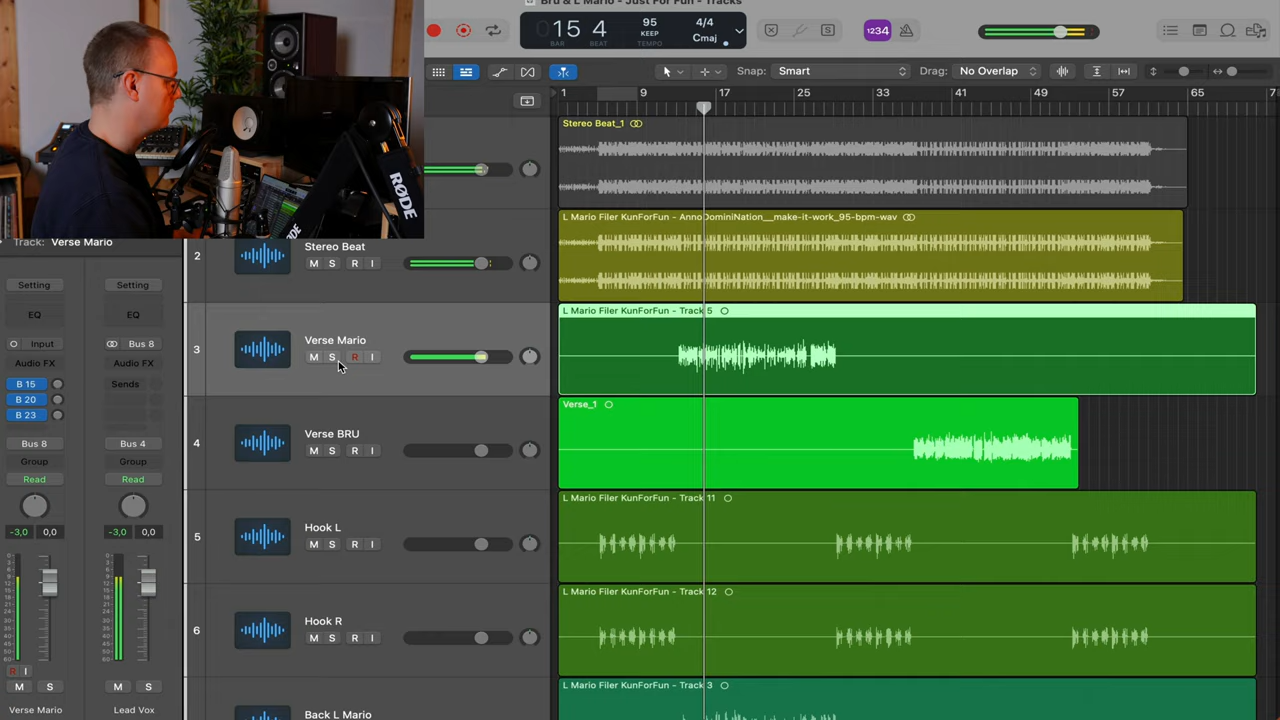 Bru & L Mario - Just For Fun - Tracks
15 4
BAR BEAT
95
KEEP
TEMPO
4/4
Cmaj
S
1234
Snap: Smart
Drag: No Overlap
1 9 17 25 33 41 49 57 65
RØDE
Stereo Beat_1
L Mario Filer KunForFun - AnnoDominiNation__make-it-work_95-bpm-wav
2
Stereo Beat
M S R I
3
Verse Mario
M S R I
L Mario Filer KunForFun - Track 5
4
Verse BRU
M S R I
Verse_1
5
Hook L
M S R I
L Mario Filer KunForFun - Track 11
6
Hook R
M S R I
L Mario Filer KunForFun - Track 12
Back L Mario
L Mario Filer KunForFun - Track 3
Track: Verse Mario
Setting Setting
EQ EQ
Input Bus 8
Audio FX Audio FX
B 15 Sends
B 20
B 23
Bus 8 Bus 4
Group Group
Read Read
-3,0 0,0 -3,0 0,0
R I
M S M S
Verse Mario Lead Vox